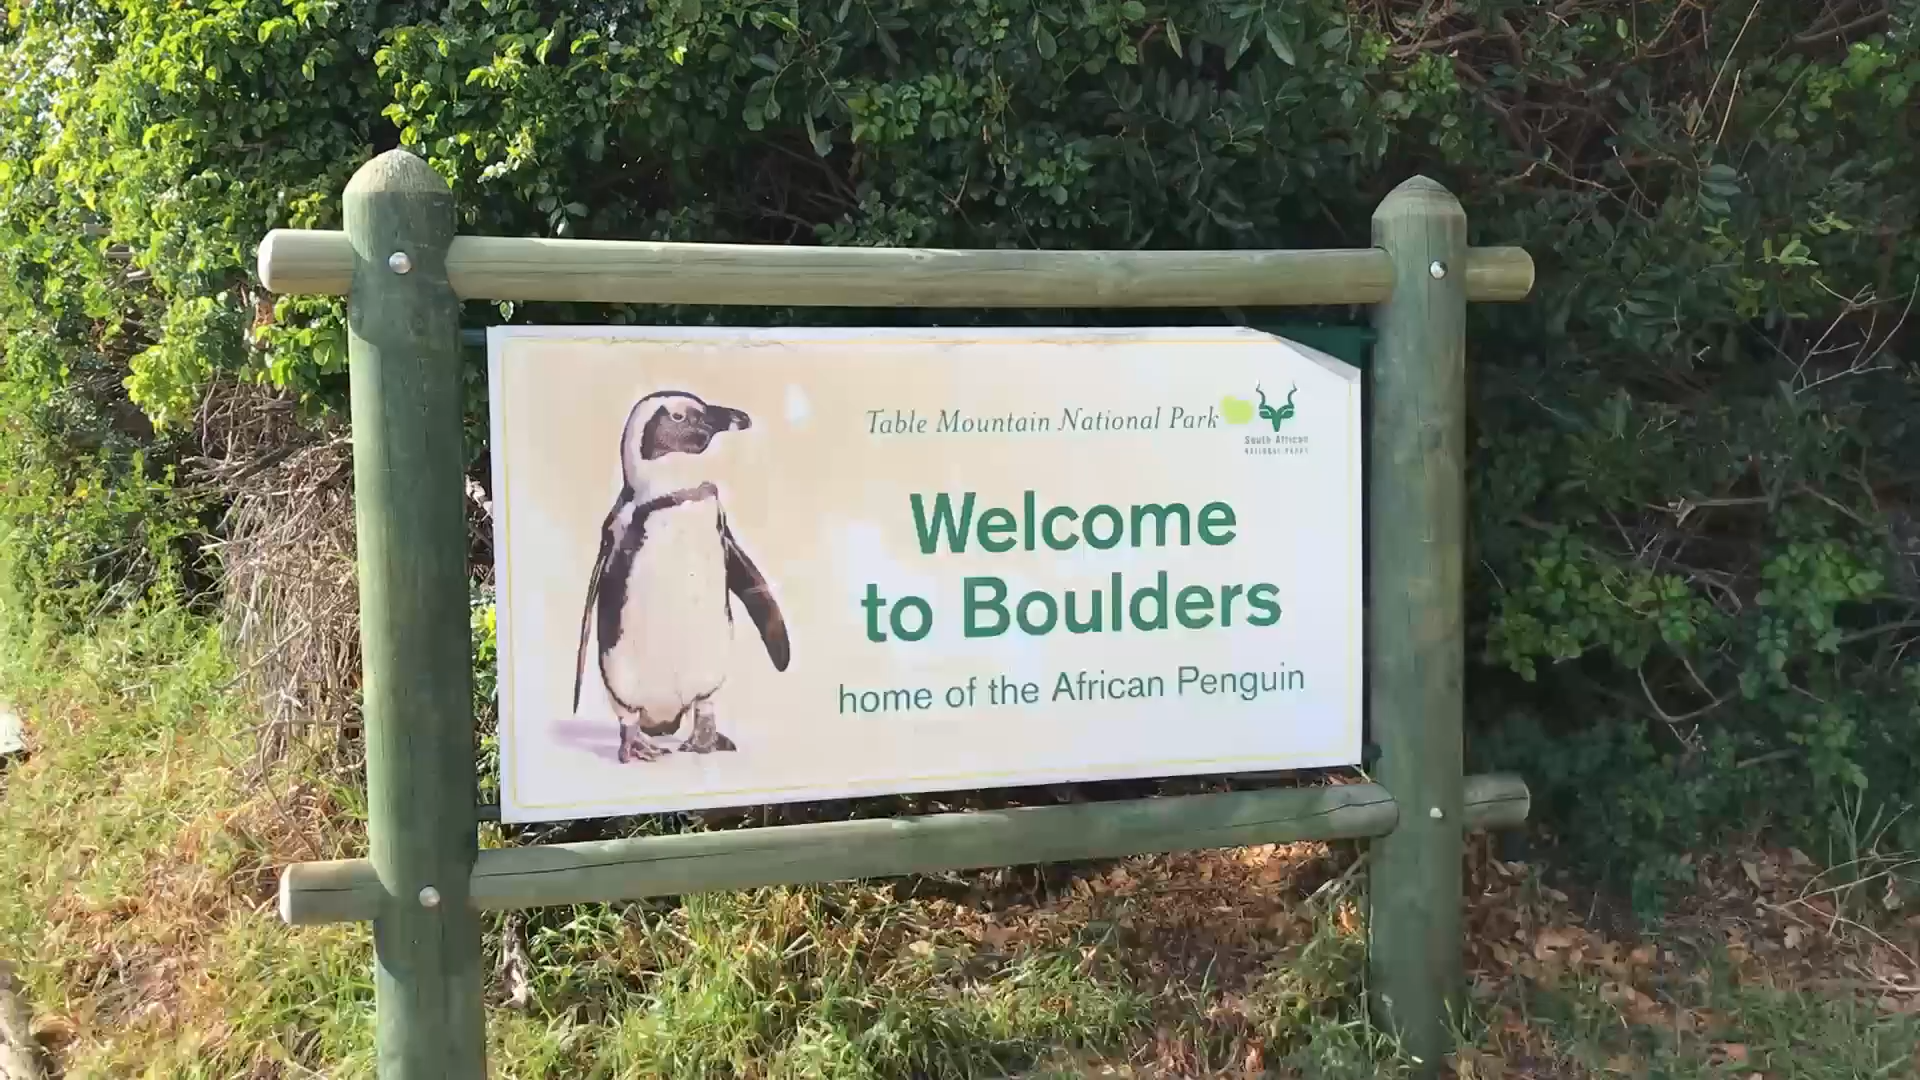 Table Mountain National Park
South African
NATIONAL PARKS
Welcome
to Boulders
home of the African Penguin